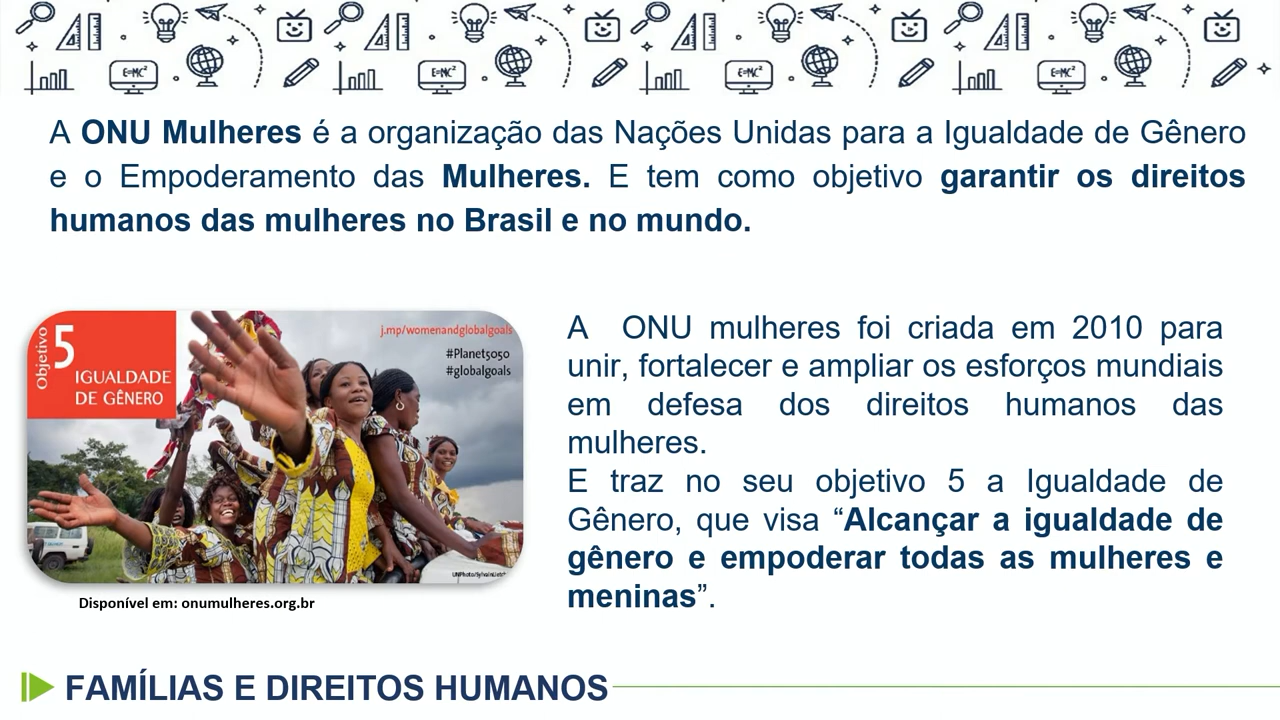 E=MC² E=MC² E=MC² E=MC²
A ONU Mulheres é a organização das Nações Unidas para a Igualdade de Gênero
e o Empoderamento das Mulheres. E tem como objetivo garantir os direitos
humanos das mulheres no Brasil e no mundo.
Objetivo
5
IGUALDADE
DE GÊNERO
j.mp/womenandglobalgoals
#Planet5050
#globalgoals
Disponível em: onumulheres.org.br
A ONU mulheres foi criada em 2010 para
unir, fortalecer e ampliar os esforços mundiais
em defesa dos direitos humanos das
mulheres.
E traz no seu objetivo 5 a Igualdade de
Gênero, que visa “Alcançar a igualdade de
gênero e empoderar todas as mulheres e
meninas”.
FAMÍLIAS E DIREITOS HUMANOS